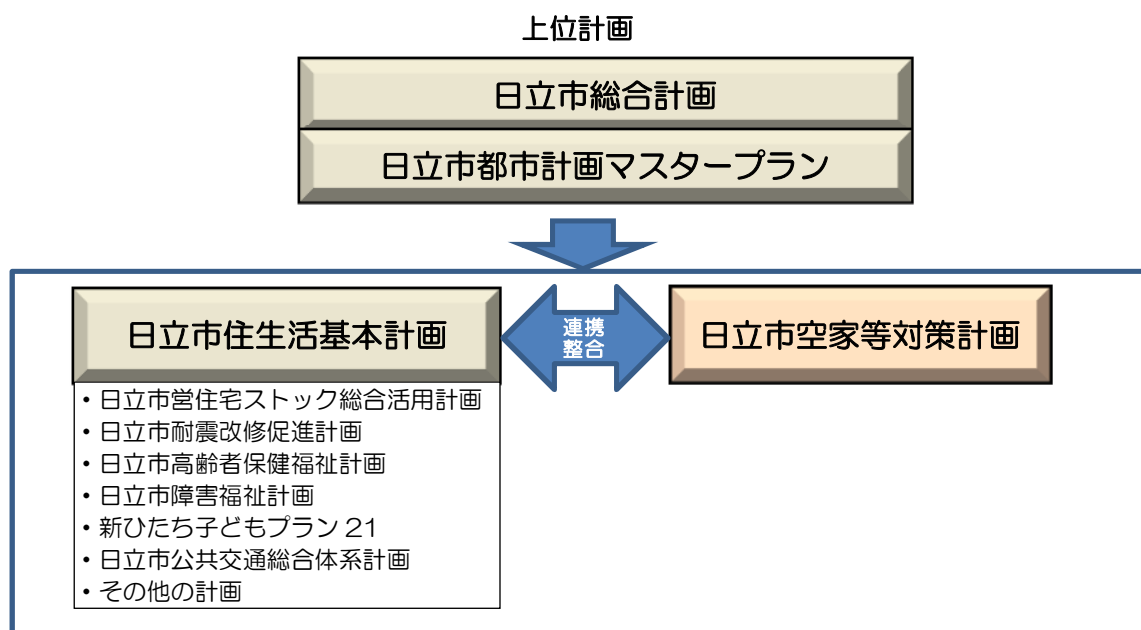 上位計画
日立市総合計画
日立市都市計画マスタープラン
日立市住生活基本計画
連携
整合
日立市空家等対策計画
・日立市営住宅ストック総合活用計画
・日立市耐震改修促進計画
・日立市高齢者保健福祉計画
・日立市障害福祉計画
・新ひたち子どもプラン 21
・日立市公共交通総合体系計画
・その他の計画